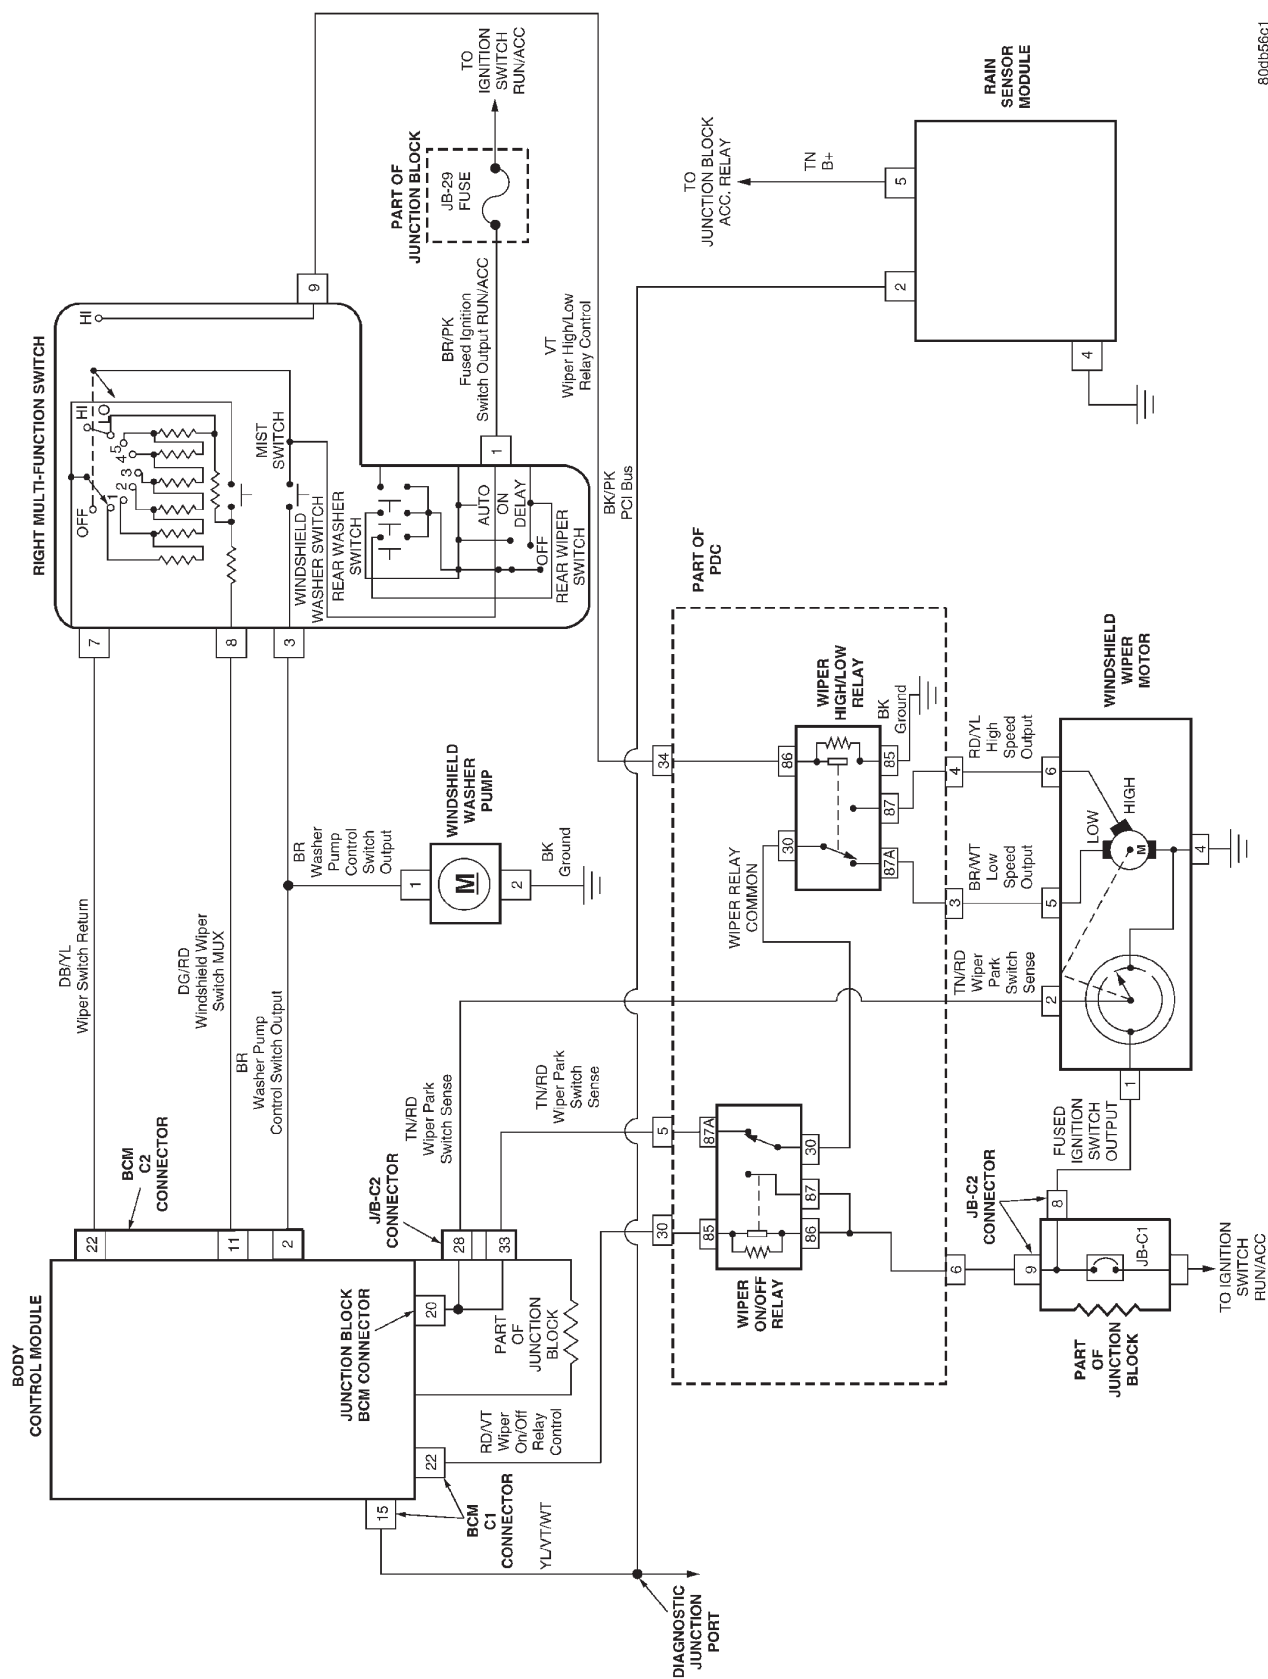 BODY
CONTROL MODULE
BCM
C2
CONNECTOR
22
11
2
DB/YL
Wiper Switch Return
DG/RD
Windshield Wiper
Switch MUX
BR
Washer Pump
Control Switch Output
RIGHT MULTI-FUNCTION SWITCH
7
8
3
OFF
1
2
3
4
5
LO
HI
HI
MIST
SWITCH
WINDSHIELD
WASHER SWITCH
REAR WASHER
SWITCH
AUTO
ON
DELAY
OFF
REAR WIPER
SWITCH
9
1
BR/PK
Fused Ignition
Switch Output RUN/ACC
PART OF
JUNCTION BLOCK
JB-29
FUSE
TO
IGNITION
SWITCH
RUN/ACC
VT
Wiper High/Low
Relay Control
BR
Washer
Pump
Control
Switch
Output
WINDSHIELD
WASHER
PUMP
1
M
2
BK
Ground
JUNCTION BLOCK
BCM CONNECTOR
20
J/B-C2
CONNECTOR
28
33
PART
OF
JUNCTION
BLOCK
TN/RD
Wiper Park
Switch Sense
TN/RD
Wiper Park
Switch
Sense
15
22
BCM
C1
CONNECTOR
RD/VT
Wiper
On/Off
Relay
Control
YL/VT/WT
DIAGNOSTIC
JUNCTION
PORT
BK/PK
PCI Bus
PART OF
PDC
30
5
34
WIPER
ON/OFF
RELAY
85
87A
86
87
30
WIPER RELAY
COMMON
WIPER
HIGH/LOW
RELAY
30
86
87A
87
85
BK
Ground
6
3
4
TN/RD
Wiper
Park
Switch
Sense
BR/WT
Low
Speed
Output
RD/YL
High
Speed
Output
TO
JUNCTION BLOCK
ACC. RELAY
TN
B+
RAIN
SENSOR
MODULE
4
2
5
JB-C2
CONNECTOR
9
8
JB-C1
PART
OF
JUNCTION
BLOCK
TO IGNITION
SWITCH
RUN/ACC
FUSED
IGNITION
SWITCH
OUTPUT
WINDSHIELD
WIPER
MOTOR
1
2
5
6
LOW
HIGH
M
4
80db56c1